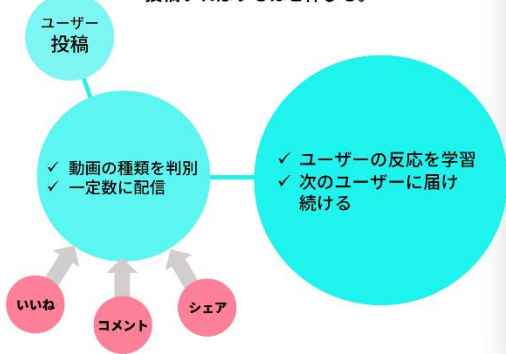 ユーザー
投稿
✓ 動画の種類を判別
✓ 一定数に配信
✓ ユーザーの反応を学習
✓ 次のユーザーに届け
続ける
いいね
コメント
シェア